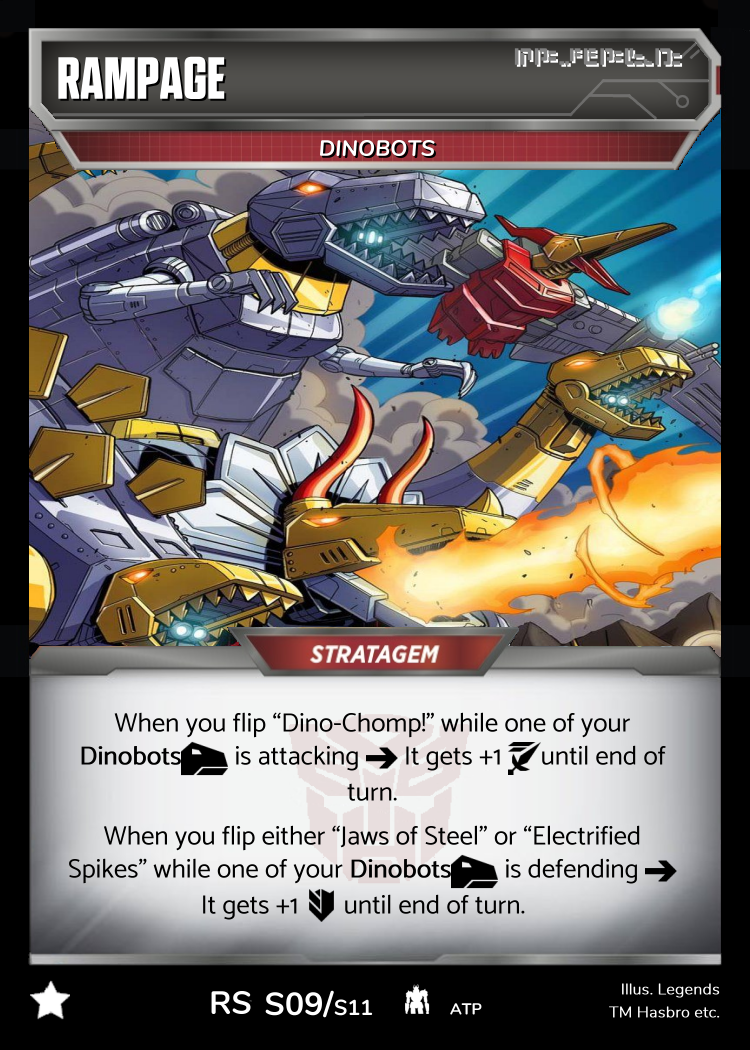 RAMPAGE
DINOBOTS
STRATAGEM
When you flip “Dino-Chomp!” while one of your
Dinobots is attacking → It gets +1 until end of
turn.
When you flip either “Jaws of Steel” or “Electrified
Spikes” while one of your Dinobots is defending →
It gets +1 until end of turn.
RS S09/S11 ATP
Illus. Legends
TM Hasbro etc.